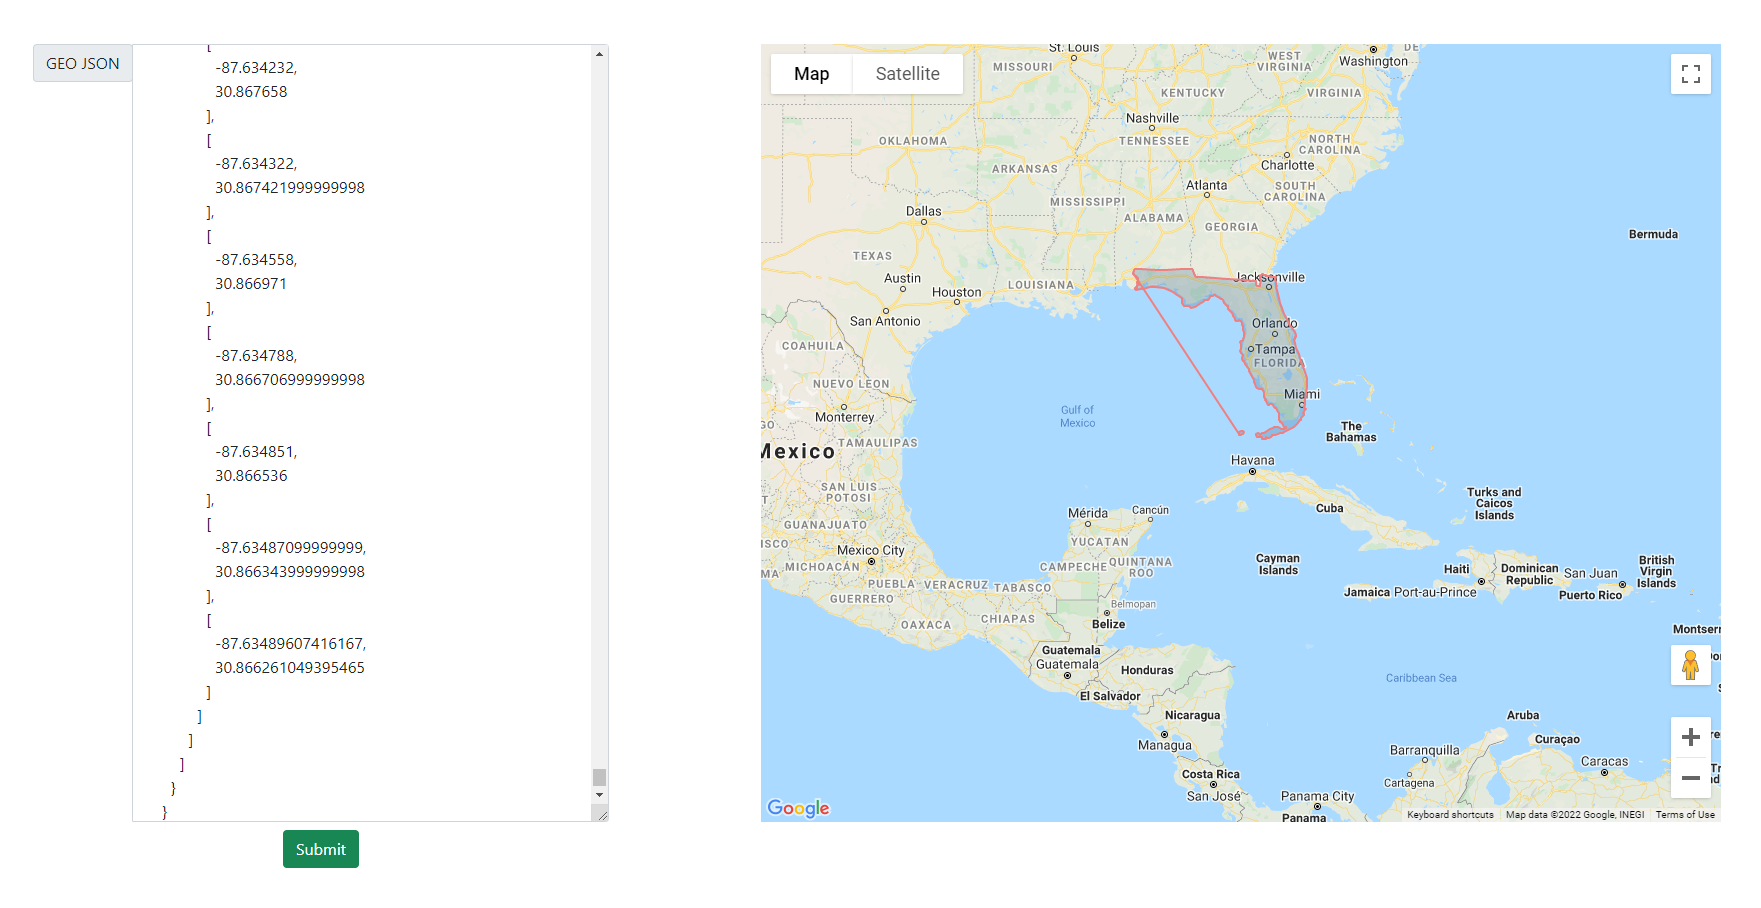 GEO JSON
[
-87.634232,
30.867658
],
[
-87.634322,
30.867421999999998
],
[
-87.634558,
30.866971
],
[
-87.634788,
30.866706999999998
],
[
-87.634851,
30.866536
],
[
-87.63487099999999,
30.866343999999998
],
[
-87.63489607416167,
30.866261049395465
]
]
]
]
}
}
Submit
Map
Satellite
St. Louis
MISSOURI
WEST
VIRGINIA
DE
Washington
KENTUCKY
VIRGINIA
Nashville
OKLAHOMA
TENNESSEE
NORTH
CAROLINA
ARKANSAS
Charlotte
Atlanta
SOUTH
CAROLINA
MISSISSIPPI
Dallas
ALABAMA
GEORGIA
Bermuda
TEXAS
Austin
Jacksonville
Houston
LOUISIANA
San Antonio
Orlando
COAHUILA
Tampa
FLORIDA
NUEVO LEON
Miami
Monterrey
Gulf of
Mexico
GO
The
Bahamas
TAMAULIPAS
Mexico
Havana
SAN LUIS
POTOSI
Turks and
Caicos
Islands
Cuba
Mérida
Cancún
GUANAJUATO
YUCATAN
ISCO
Mexico City
Cayman
Islands
QUINTANA
ROO
CAMPECHE
MICHOACÁN
MA
Haiti
Dominican
Republic
San Juan
British
Virgin
Islands
PUEBLA
VERACRUZ
TABASCO
Jamaica
Port-au-Prince
Puerto Rico
GUERRERO
Belmopan
OAXACA
CHIAPAS
Belize
Montserr
Guatemala
Guatemala
Honduras
Caribbean Sea
El Salvador
Nicaragua
Aruba
Managua
Curaçao
Barranquilla
Caracas
Costa Rica
Cartagena
San José
Panama City
Panama
Google
Keyboard shortcuts
Map data ©2022 Google, INEGI
Terms of Use